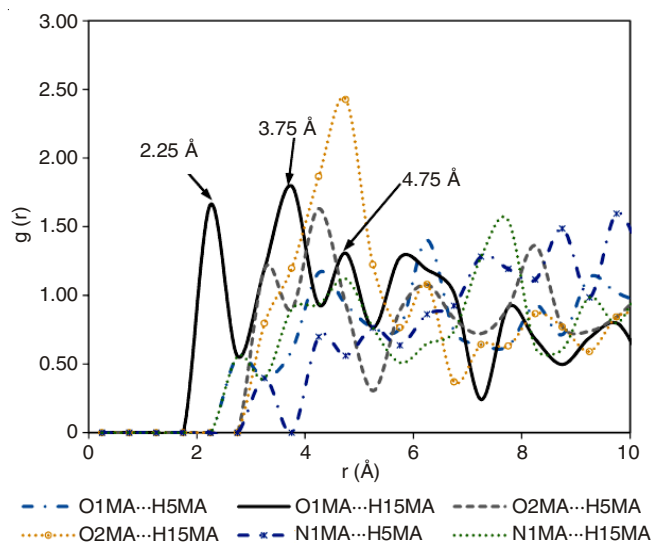 3.00
2.50
2.00
1.50
1.00
0.50
0
g (r)
2.25 Å
3.75 Å
4.75 Å
0 2 4 6 8 10
r (Å)
O1MA···H5MA O1MA···H15MA O2MA···H5MA
O2MA···H15MA N1MA···H5MA N1MA···H15MA